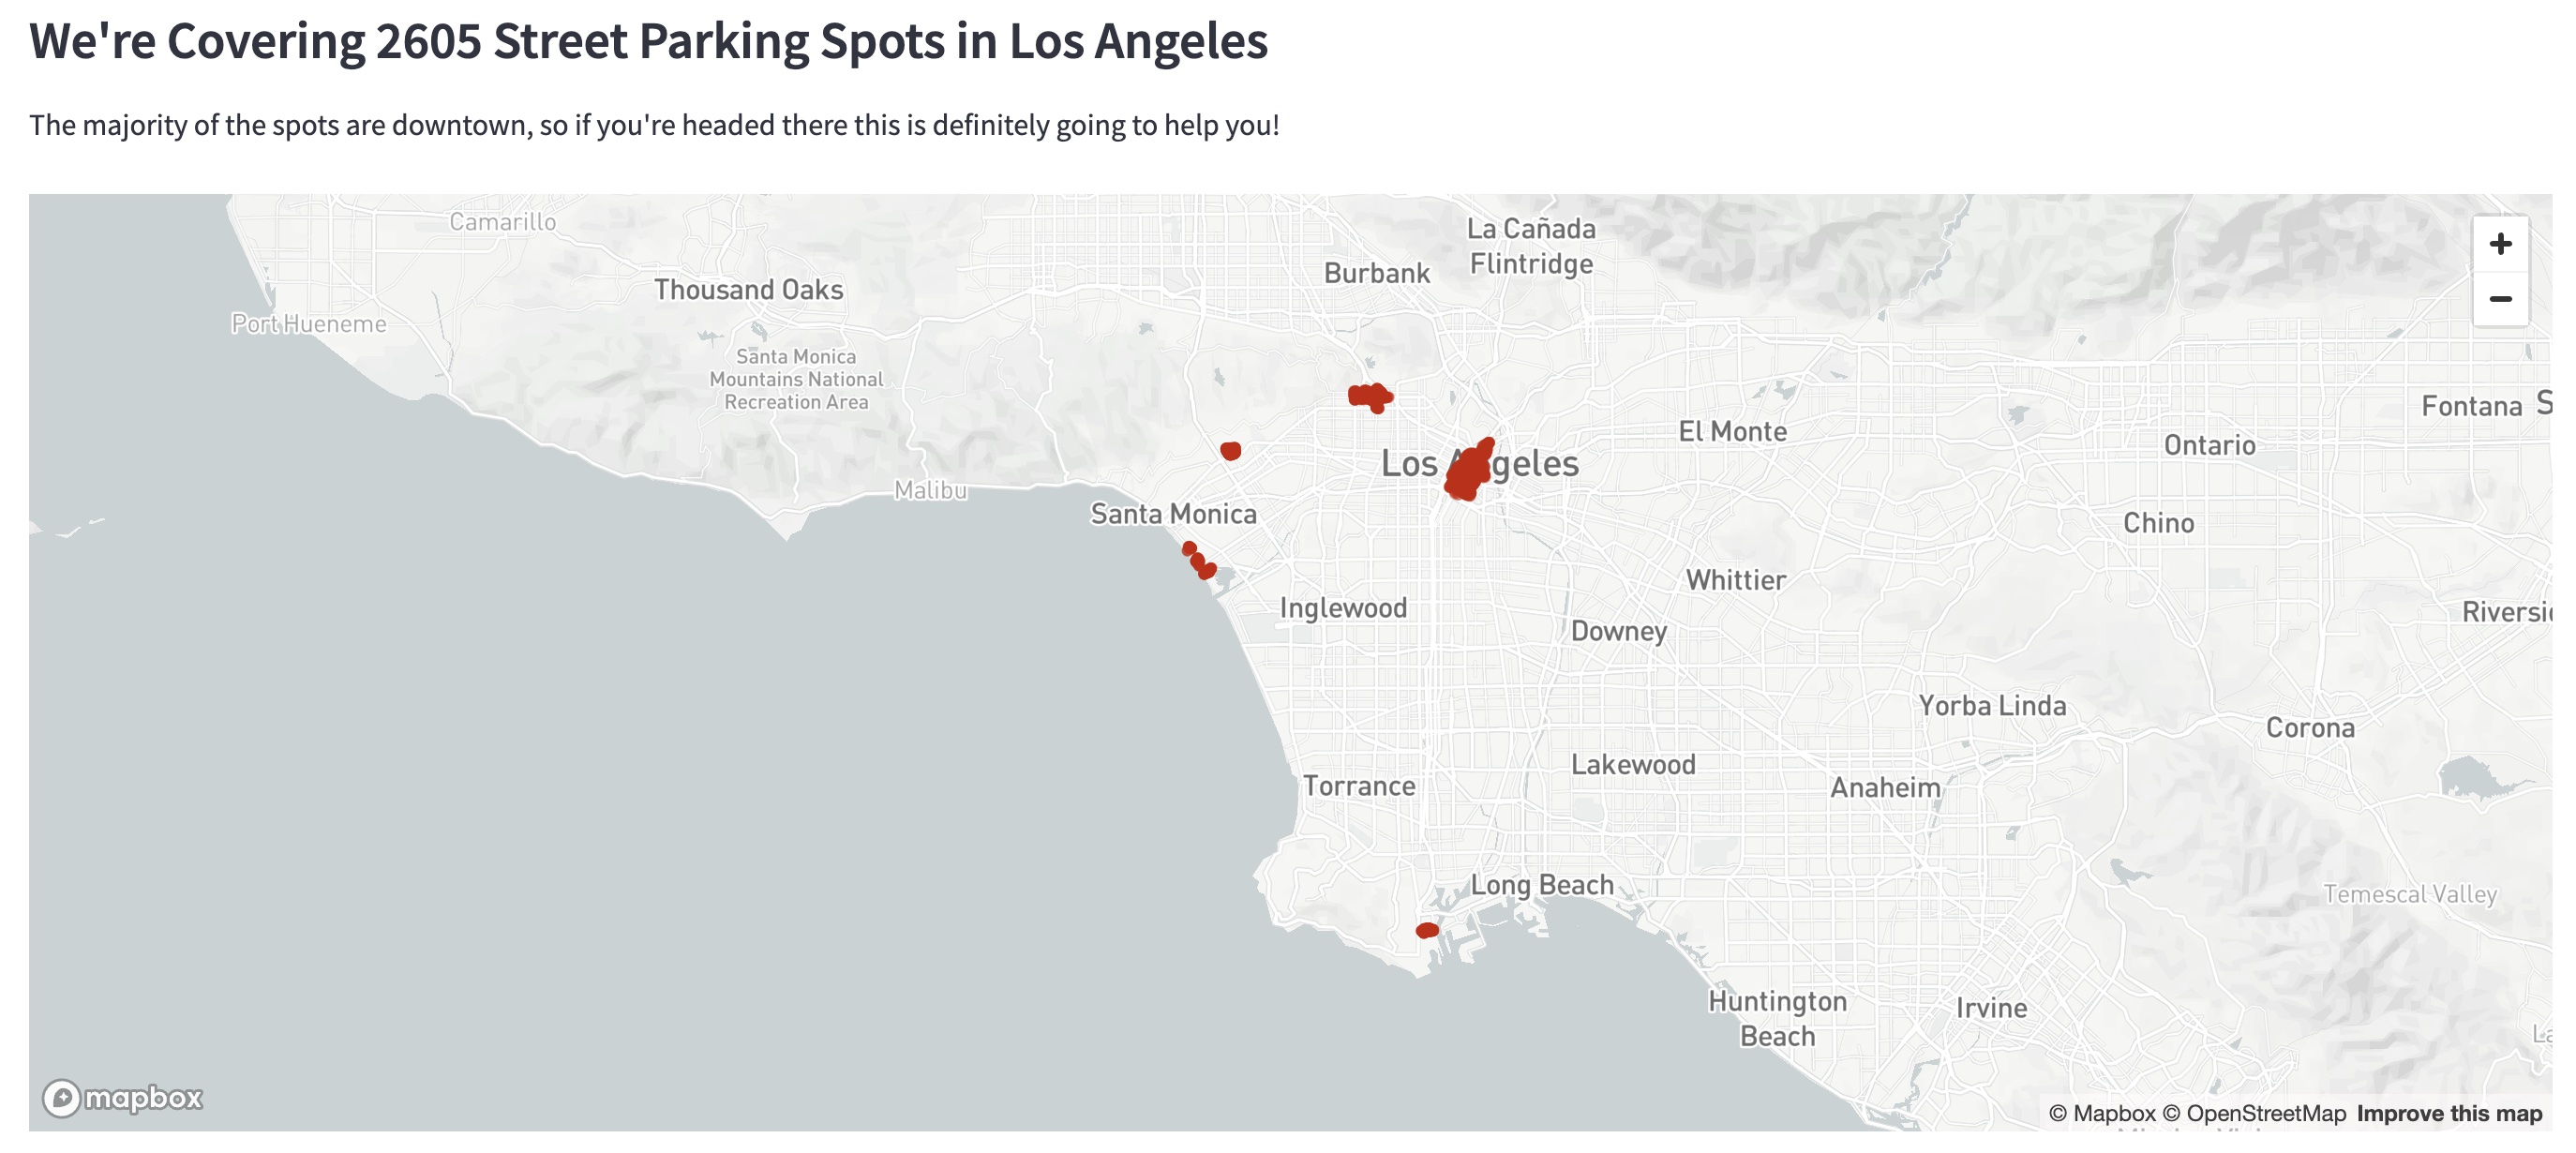 We're Covering 2605 Street Parking Spots in Los Angeles
The majority of the spots are downtown, so if you're headed there this is definitely going to help you!
Camarillo
La Cañada
Flintridge
Burbank
Thousand Oaks
Port Hueneme
Santa Monica
Mountains National
Recreation Area
Fontana
El Monte
Ontario
Los
geles
Malibu
Santa Monica
Chino
Whittier
Inglewood
Downey
Yorba Linda
Corona
Lakewood
Torrance
Anaheim
Long Beach
Temescal Valley
Huntington
Beach
Irvine
mapbox
© Mapbox © OpenStreetMap Improve this map